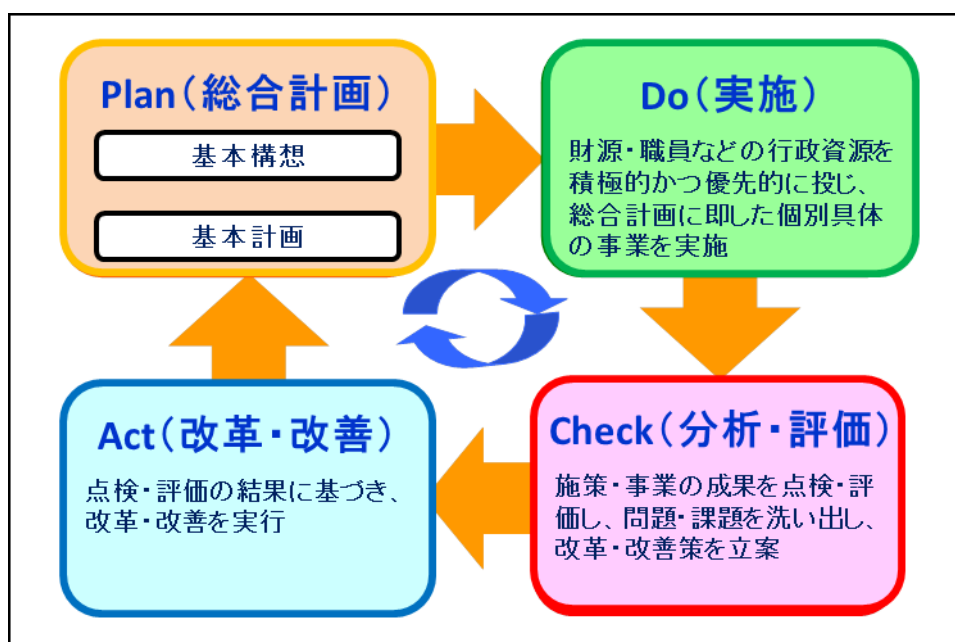 Plan(総合計画)
基本構想
基本計画
Do(実施)
財源・職員などの行政資源を
積極的かつ優先的に投じ、
総合計画に即した個別具体
の事業を実施
Act(改革・改善)
点検・評価の結果に基づき、
改革・改善を実行
Check(分析・評価)
施策・事業の成果を点検・評
価し、問題・課題を洗い出し、
改革・改善策を立案